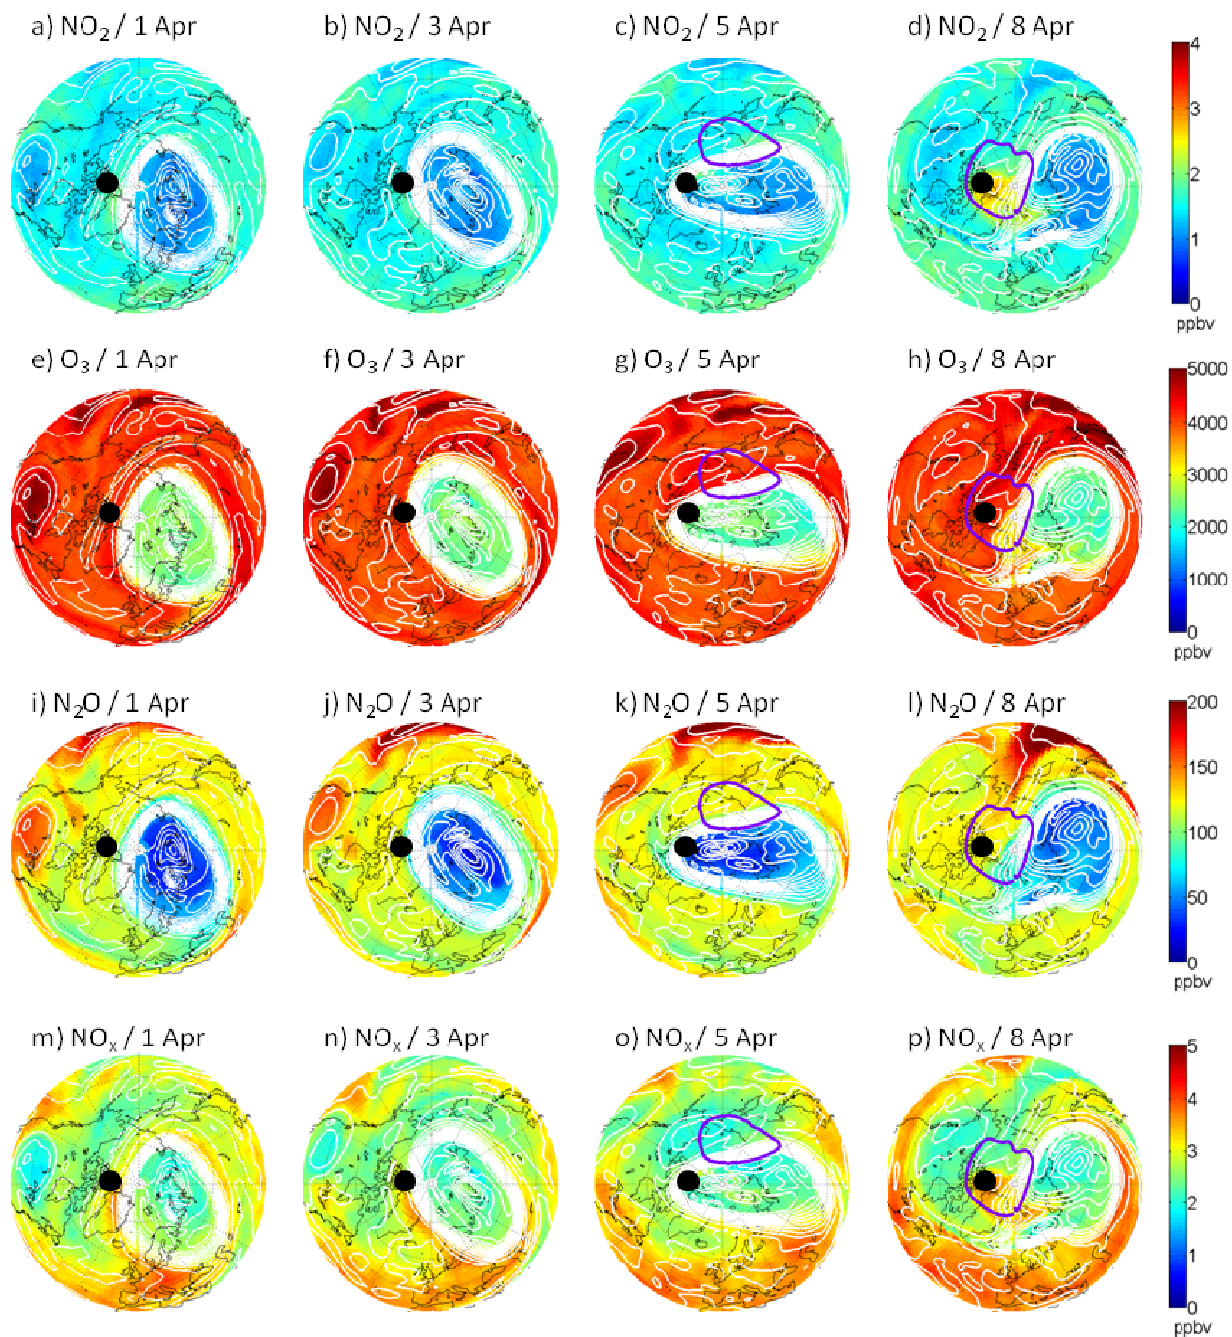 a) NO₂ / 1 Apr
b) NO₂ / 3 Apr
c) NO₂ / 5 Apr
d) NO₂ / 8 Apr
4
3
2
1
0
ppbv
e) O₃ / 1 Apr
f) O₃ / 3 Apr
g) O₃ / 5 Apr
h) O₃ / 8 Apr
5000
4000
3000
2000
1000
0
ppbv
i) N₂O / 1 Apr
j) N₂O / 3 Apr
k) N₂O / 5 Apr
l) N₂O / 8 Apr
200
150
100
50
0
ppbv
m) NOₓ / 1 Apr
n) NOₓ / 3 Apr
o) NOₓ / 5 Apr
p) NOₓ / 8 Apr
5
4
3
2
1
0
ppbv